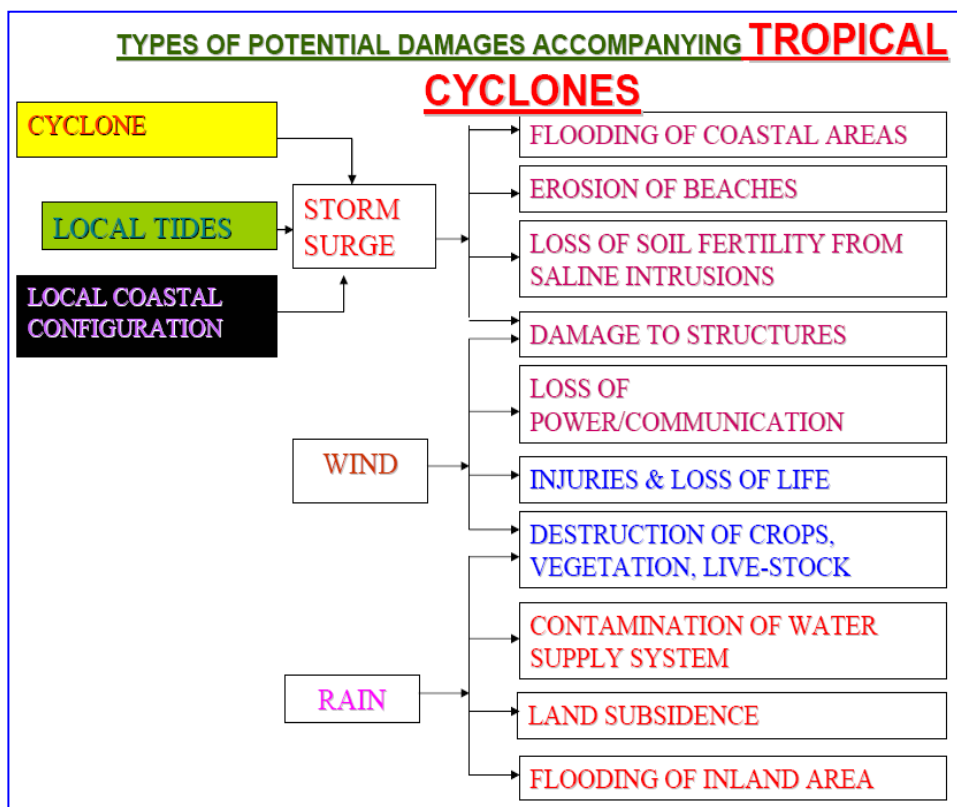 TYPES OF POTENTIAL DAMAGES ACCOMPANYING TROPICAL
CYCLONES
CYCLONE
LOCAL TIDES
LOCAL COASTAL
CONFIGURATION
STORM
SURGE
FLOODING OF COASTAL AREAS
EROSION OF BEACHES
LOSS OF SOIL FERTILITY FROM
SALINE INTRUSIONS
DAMAGE TO STRUCTURES
LOSS OF
POWER/COMMUNICATION
WIND
INJURIES & LOSS OF LIFE
DESTRUCTION OF CROPS,
VEGETATION, LIVE-STOCK
CONTAMINATION OF WATER
SUPPLY SYSTEM
RAIN
LAND SUBSIDENCE
FLOODING OF INLAND AREA